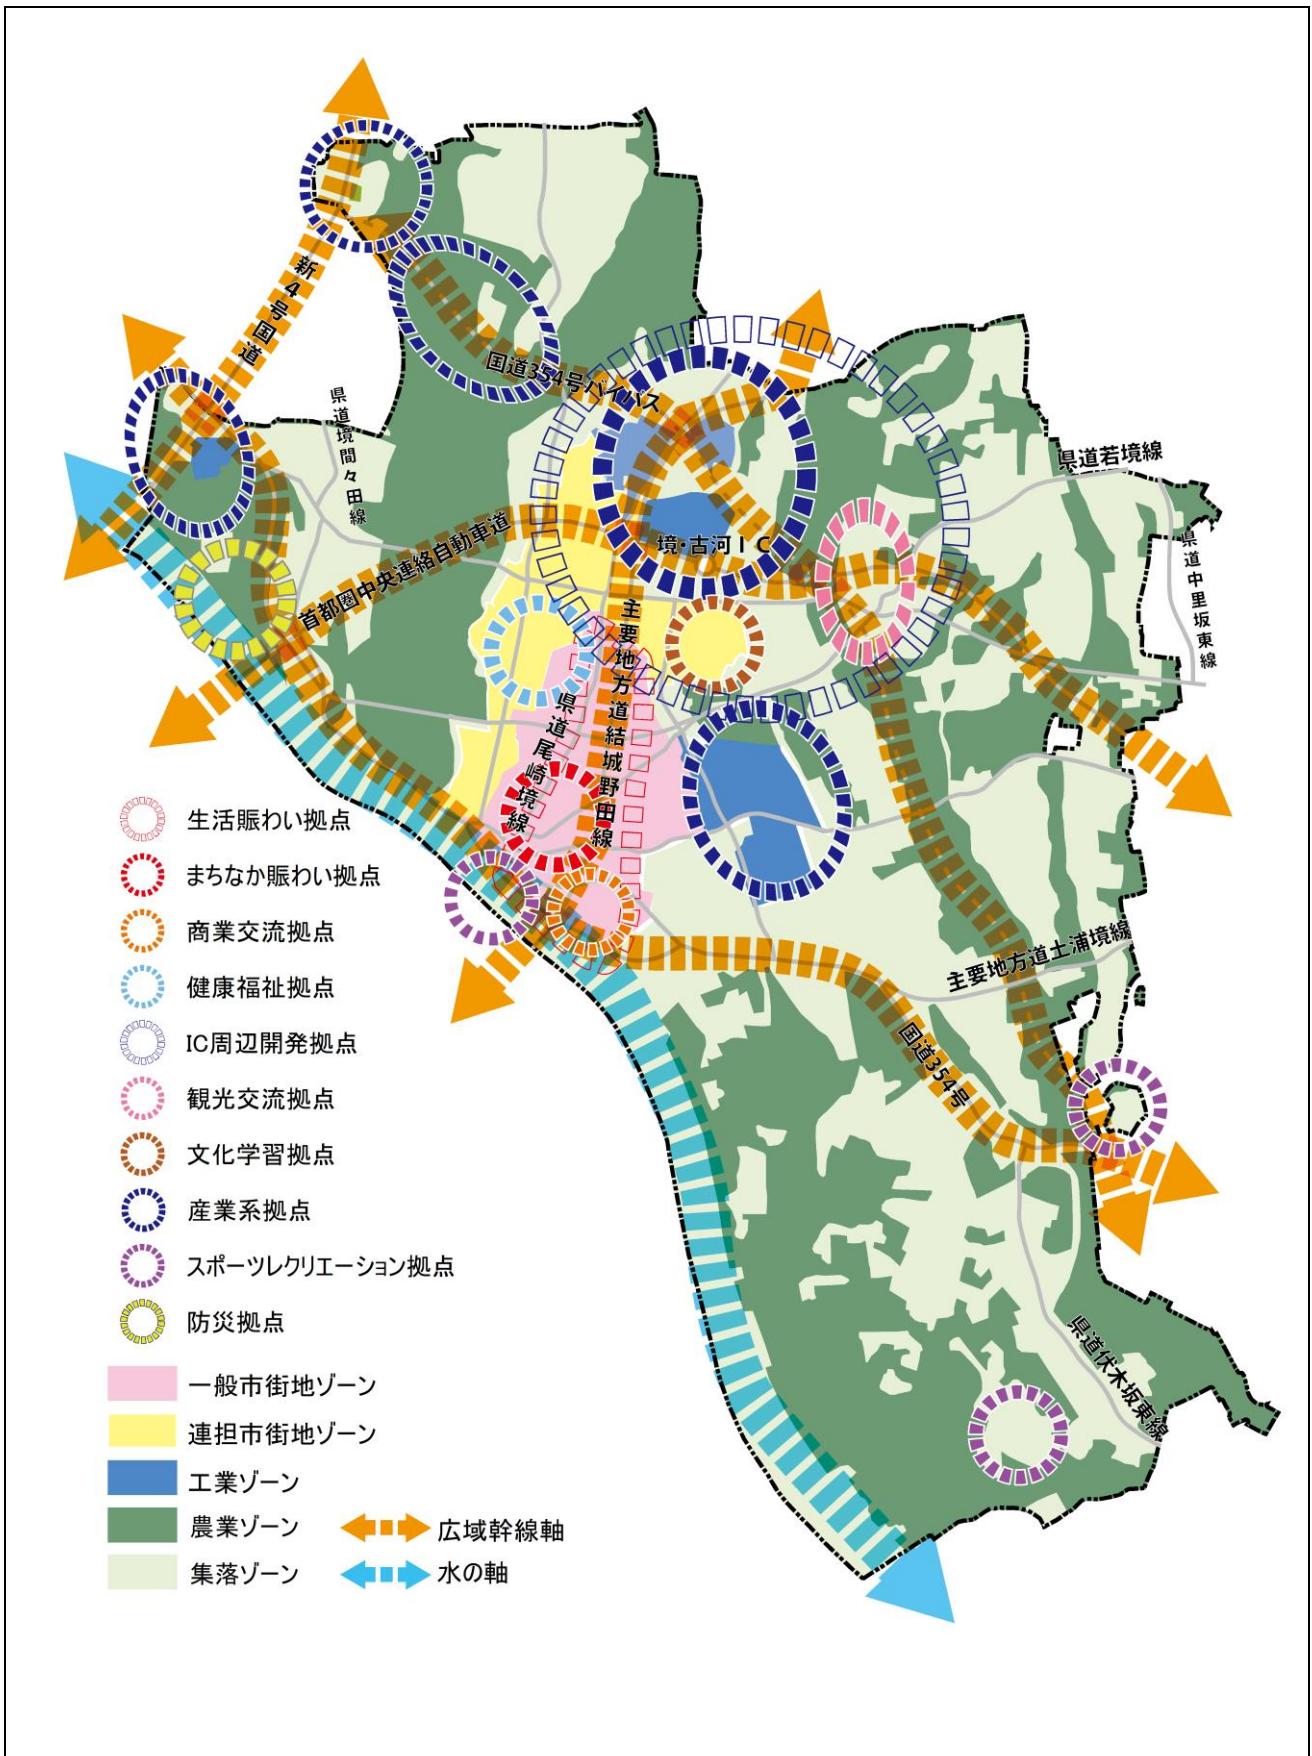 新4号国道
国道354号バイパス
県道境間々田線
県道若境線
首都圏中央連絡自動車道
境・古河IC
県道中里坂東線
主要地方道結城野田線
県道尾崎境線
主要地方道土浦境線
国道354号
県道伏木坂東線
生活賑わい拠点
まちなか賑わい拠点
商業交流拠点
健康福祉拠点
IC周辺開発拠点
観光交流拠点
文化学習拠点
産業系拠点
スポーツレクリエーション拠点
防災拠点
一般市街地ゾーン
連担市街地ゾーン
工業ゾーン
農業ゾーン
広域幹線軸
集落ゾーン
水の軸